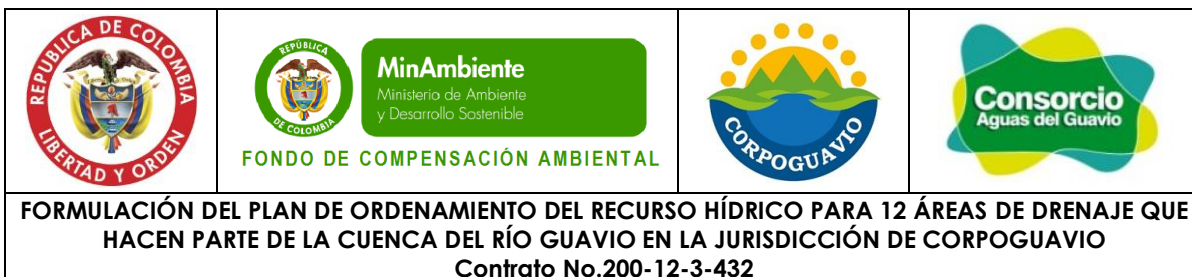 REPUBLICA DE COLOMBIA
LIBERTAD Y ORDEN
REPÚBLICA
DE COLOMBIA
MinAmbiente
Ministerio de Ambiente
y Desarrollo Sostenible
FONDO DE COMPENSACIÓN AMBIENTAL
CORPOGUAVIO
Consorcio
Aguas del Guavio
FORMULACIÓN DEL PLAN DE ORDENAMIENTO DEL RECURSO HÍDRICO PARA 12 ÁREAS DE DRENAJE QUE
HACEN PARTE DE LA CUENCA DEL RÍO GUAVIO EN LA JURISDICCIÓN DE CORPOGUAVIO
Contrato No.200-12-3-432